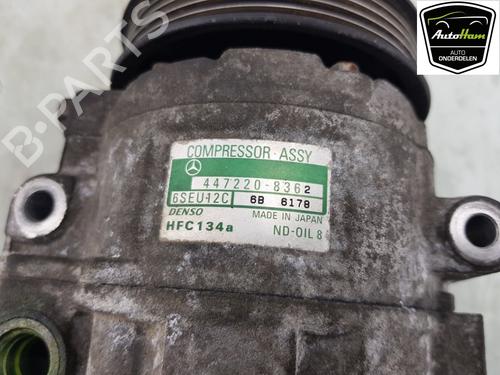 AutoHam
AUTO
ONDERDELEN
B-PARTS
COMPRESSOR-ASSY
447220-8362
6SEU12C 6B 6178
DENSO MADE IN JAPAN
HFC134a ND-OIL 8